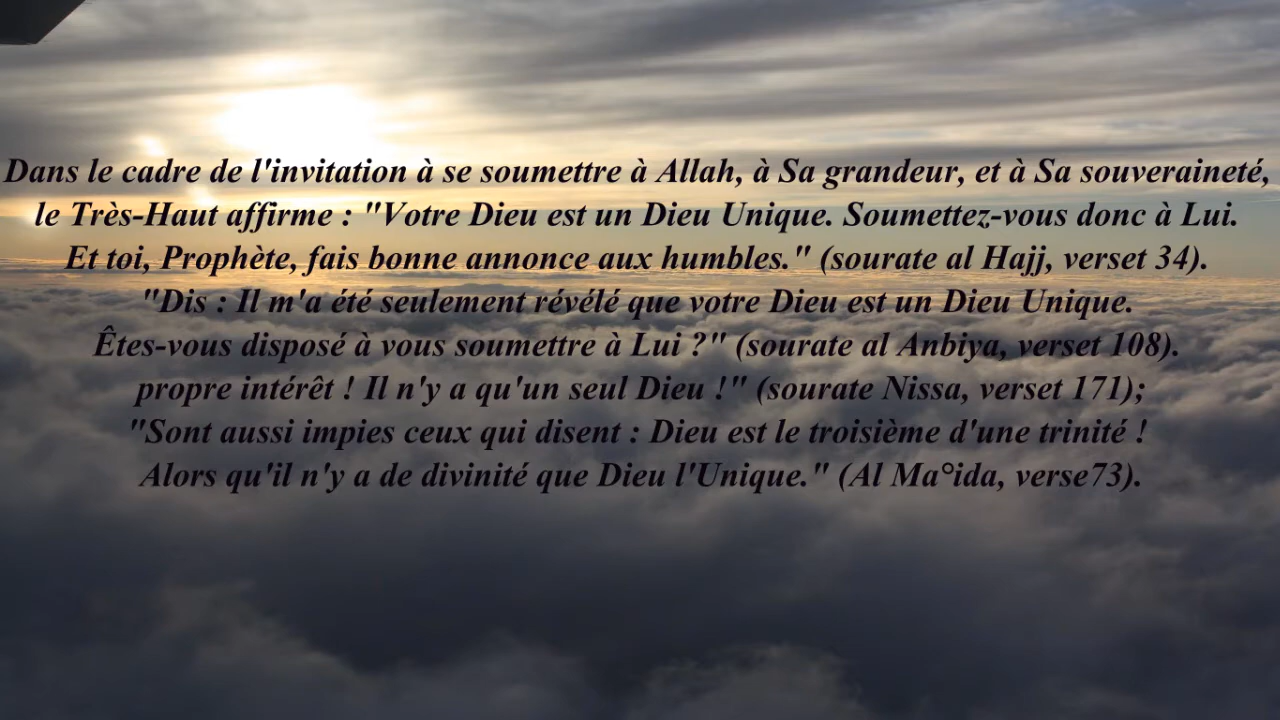 Dans le cadre de l'invitation à se soumettre à Allah, à Sa grandeur, et à Sa souveraineté,
le Très-Haut affirme : "Votre Dieu est un Dieu Unique. Soumettez-vous donc à Lui.
Et toi, Prophète, fais bonne annonce aux humbles." (sourate al Hajj, verset 34).
"Dis : Il m'a été seulement révélé que votre Dieu est un Dieu Unique.
Êtes-vous disposé à vous soumettre à Lui ?" (sourate al Anbiya, verset 108).
propre intérêt ! Il n'y a qu'un seul Dieu !" (sourate Nissa, verset 171);
"Sont aussi impies ceux qui disent : Dieu est le troisième d'une trinité !
Alors qu'il n'y a de divinité que Dieu l'Unique." (Al Ma°ida, verse73).